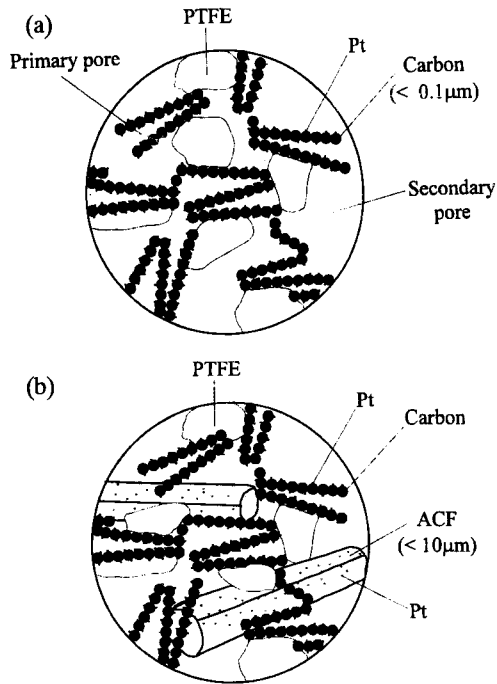 (a)
PTFE
Primary pore
Pt
Carbon
(< 0.1μm)
Secondary
pore
(b)
PTFE
Pt
Carbon
ACF
(< 10μm)
Pt